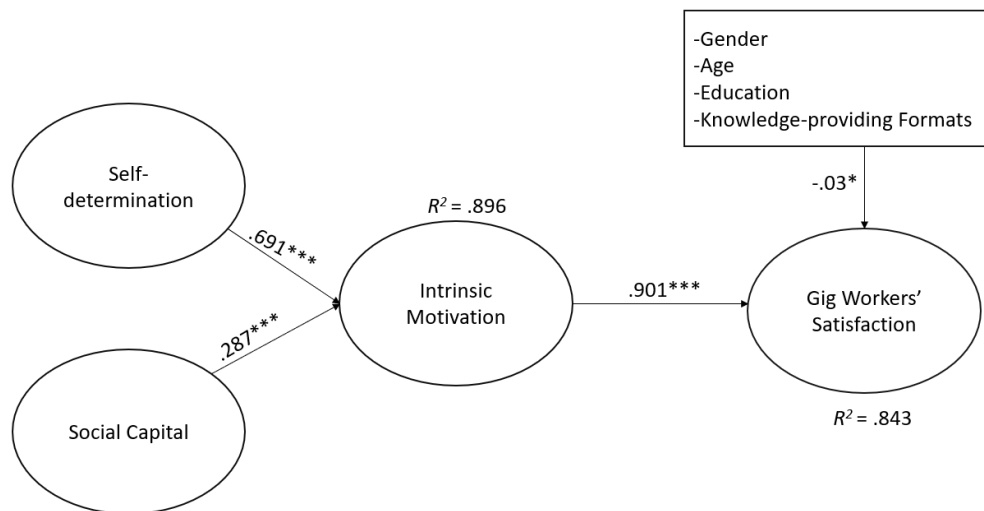 -Gender
-Age
-Education
-Knowledge-providing Formats
-.03*
Self-
determination
.691***
R² = .896
Intrinsic
Motivation
.901***
Gig Workers’
Satisfaction
.287***
Social Capital
R² = .843